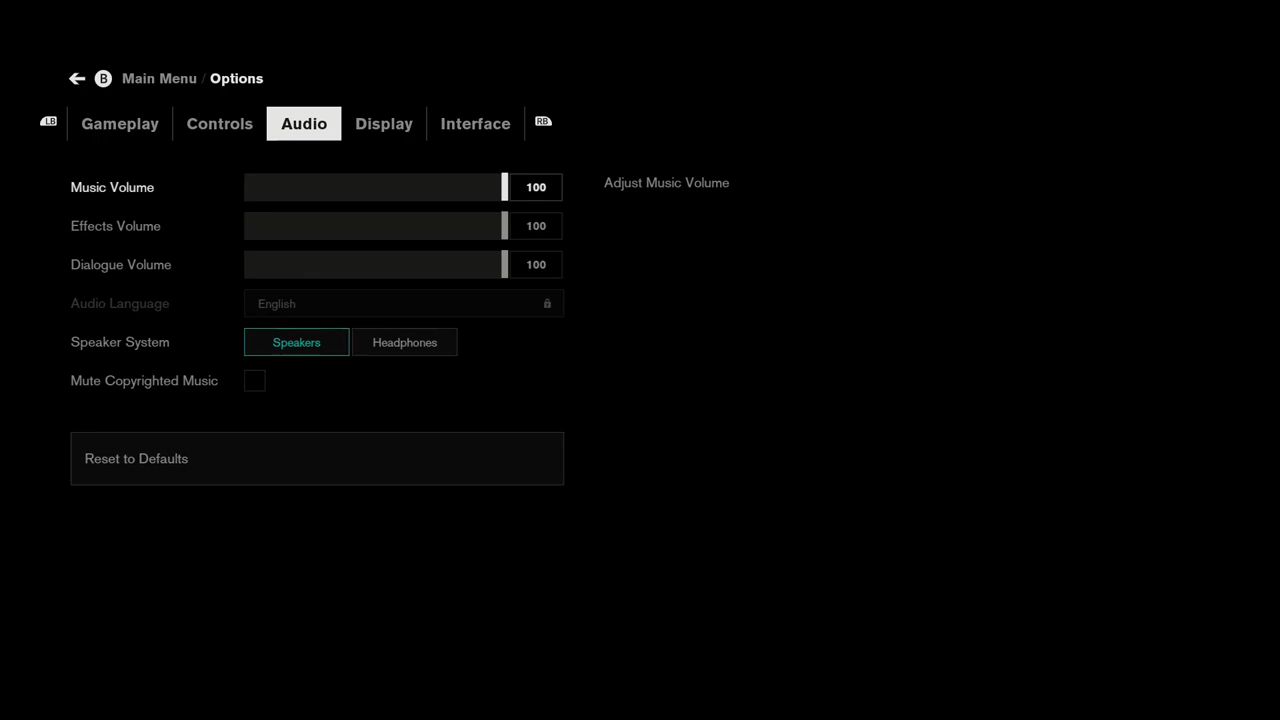 B Main Menu / Options
LB Gameplay Controls Audio Display Interface RB
Music Volume 100 Adjust Music Volume
Effects Volume 100
Dialogue Volume 100
Audio Language English
Speaker System Speakers Headphones
Mute Copyrighted Music
Reset to Defaults